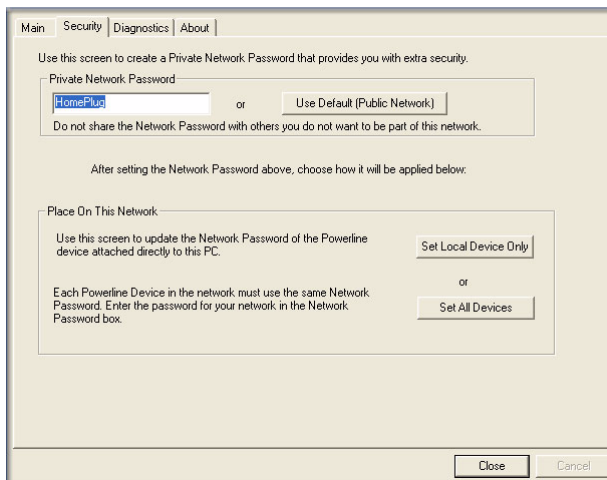 Main Security Diagnostics About
Use this screen to create a Private Network Password that provides you with extra security.
Private Network Password
HomePlug or Use Default (Public Network)
Do not share the Network Password with others you do not want to be part of this network.
After setting the Network Password above, choose how it will be applied below:
Place On This Network
Use this screen to update the Network Password of the Powerline
device attached directly to this PC.
Set Local Device Only
or
Each Powerline Device in the network must use the same Network
Password. Enter the password for your network in the Network
Password box.
Set All Devices
Close Cancel